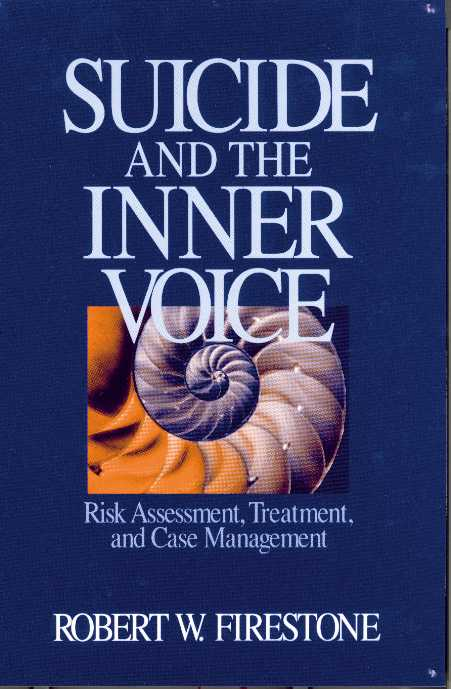 SUICIDE
AND THE
INNER
VOICE
Risk Assessment, Treatment,
and Case Management
ROBERT W. FIRESTONE